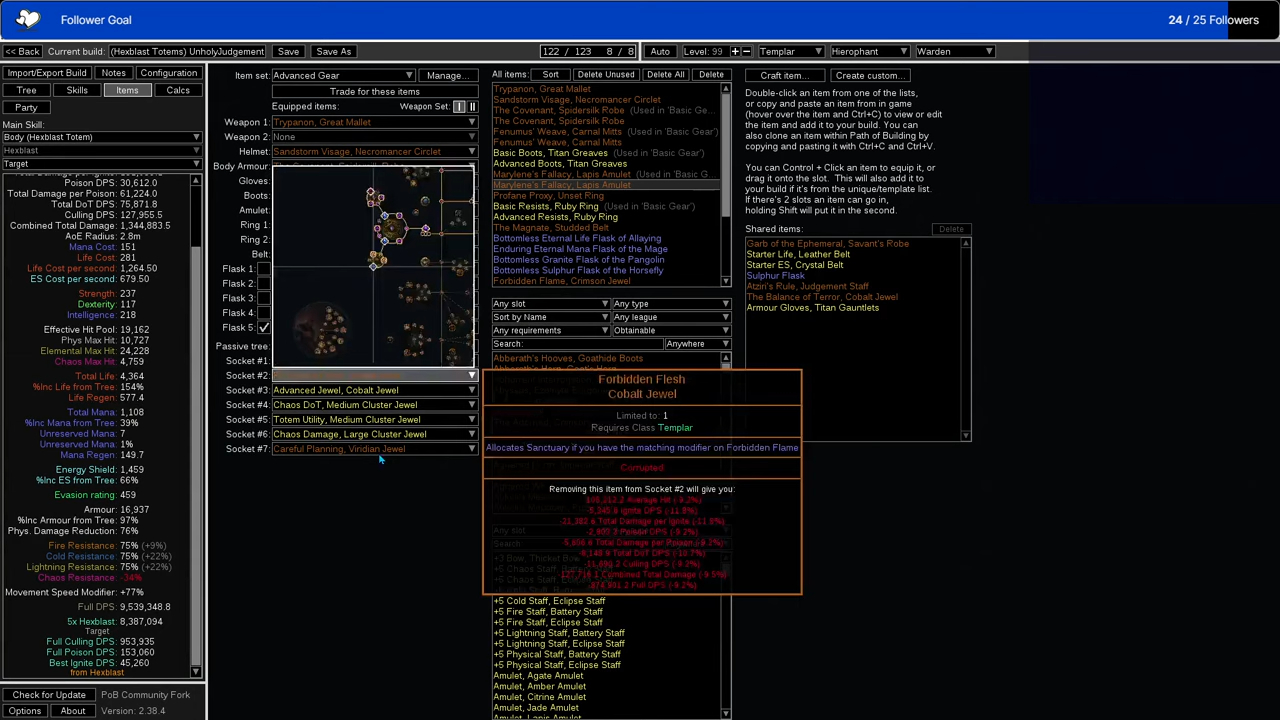 Follower Goal
24 / 25 Followers
<< Back
Current build:
(Hexblast Totems) UnholyJudgement
Save
Save As
122 / 123  8 / 8
Auto
Level: 99
+
Templar
Hierophant
Warden
Import/Export Build
Notes
Configuration
Tree
Skills
Items
Calcs
Party
Main Skill:
Body (Hexblast Totem)
Hexblast
Target
Poison DPS: 30,612.0
Total Damage per Poison: 61,224.0
Total DoT DPS: 75,871.8
Culling DPS: 127,955.5
Combined Total Damage: 1,344,883.5
AoE Radius: 2.8m
Mana Cost: 151
Life Cost: 281
Life Cost per second: 1,264.50
ES Cost per second: 679.50
Strength: 237
Dexterity: 117
Intelligence: 218
Effective Hit Pool: 19,162
Phys Max Hit: 10,727
Elemental Max Hit: 24,228
Chaos Max Hit: 4,759
Total Life: 4,364
%Inc Life from Tree: 154%
Life Regen: 577.4
Total Mana: 1,108
%Inc Mana from Tree: 39%
Unreserved Mana: 7
Unreserved Mana: 1%
Mana Regen: 149.7
Energy Shield: 1,459
%Inc ES from Tree: 66%
Evasion rating: 459
Armour: 16,937
%Inc Armour from Tree: 97%
Phys. Damage Reduction: 76%
Fire Resistance: 75% (+9%)
Cold Resistance: 75% (+22%)
Lightning Resistance: 75% (+22%)
Chaos Resistance: -34%
Movement Speed Modifier: +77%
Full DPS: 9,539,348.8
5x Hexblast: 8,387,094
Target
Full Culling DPS: 953,935
Full Poison DPS: 153,060
Best Ignite DPS: 45,260
from Hexblast
Check for Update
PoB Community Fork
Options
About
Version: 2.38.4
Item set:
Advanced Gear
Manage...
Trade for these items
Equipped items:
Weapon Set:
I
II
Weapon 1:
Trypanon, Great Mallet
Weapon 2:
None
Helmet:
Sandstorm Visage, Necromancer Circlet
Body Armour:
Gloves:
Boots:
Amulet:
Ring 1:
Ring 2:
Belt:
Flask 1:
Flask 2:
Flask 3:
Flask 4:
Flask 5:
Passive tree:
Socket #1:
Socket #2:
Socket #3:
Advanced Jewel, Cobalt Jewel
Socket #4:
Chaos DoT, Medium Cluster Jewel
Socket #5:
Totem Utility, Medium Cluster Jewel
Socket #6:
Chaos Damage, Large Cluster Jewel
Socket #7:
Careful Planning, Viridian Jewel
All items:
Sort
Delete Unused
Delete All
Delete
Trypanon, Great Mallet
Sandstorm Visage, Necromancer Circlet
The Covenant, Spidersilk Robe (Used in 'Basic Gear')
The Covenant, Spidersilk Robe
Fenumus' Weave, Carnal Mitts (Used in 'Basic Gear')
Fenumus' Weave, Carnal Mitts
Basic Boots, Titan Greaves (Used in 'Basic Gear')
Advanced Boots, Titan Greaves
Marylene's Fallacy, Lapis Amulet (Used in 'Basic G...
Marylene's Fallacy, Lapis Amulet
Profane Proxy, Unset Ring
Basic Resists, Ruby Ring (Used in 'Basic Gear')
Advanced Resists, Ruby Ring
The Magnate, Studded Belt
Bottomless Eternal Life Flask of Allaying
Enduring Eternal Mana Flask of the Mage
Bottomless Granite Flask of the Pangolin
Bottomless Sulphur Flask of the Horsefly
Forbidden Flame, Crimson Jewel
Any slot
Any type
Sort by Name
Any league
Any requirements
Obtainable
Search:
Anywhere
Abberath's Hooves, Goathide Boots
Forbidden Flesh
Cobalt Jewel
Limited to: 1
Requires Class Templar
Allocates Sanctuary if you have the matching modifier on Forbidden Flame
Corrupted
Removing this item from Socket #2 will give you:
+5 Cold Staff, Eclipse Staff
+5 Fire Staff, Battery Staff
+5 Fire Staff, Eclipse Staff
+5 Lightning Staff, Battery Staff
+5 Lightning Staff, Eclipse Staff
+5 Physical Staff, Battery Staff
+5 Physical Staff, Eclipse Staff
Amulet, Agate Amulet
Amulet, Amber Amulet
Amulet, Citrine Amulet
Amulet, Jade Amulet
Amulet, Lapis Amulet
Craft item...
Create custom...
Double-click an item from one of the lists,
or copy and paste an item from in game
(hover over the item and Ctrl+C) to view or edit
the item and add it to your build. You can
also clone an item within Path of Building by
copying and pasting it with Ctrl+C and Ctrl+V.
You can Control + Click an item to equip it, or
drag it onto the slot. This will also add it to
your build if it's from the unique/template list.
If there's 2 slots an item can go in,
holding Shift will put it in the second.
Shared items:
Delete
Garb of the Ephemeral, Savant's Robe
Starter Life, Leather Belt
Starter ES, Crystal Belt
Sulphur Flask
Atziri's Rule, Judgement Staff
The Balance of Terror, Cobalt Jewel
Armour Gloves, Titan Gauntlets